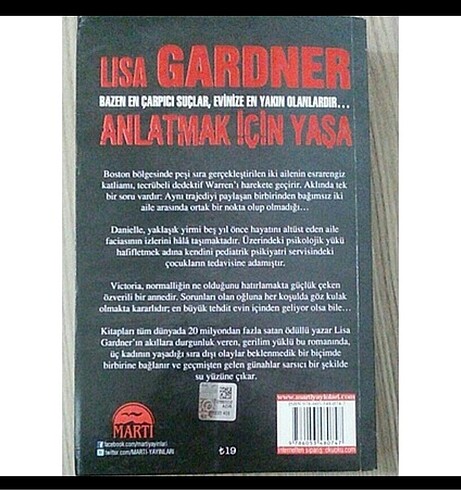 LISA GARDNER
BAZEN EN ÇARPICI SUÇLAR, EVİNİZE EN YAKIN OLANLARDIR...
ANLATMAK İÇİN YAŞA
Boston bölgesinde peşi sıra gerçekleştirilen iki ailenin esrarengiz
katliamı, tecrübeli dedektif Warren'ı harekete geçirir. Aklında tek
bir soru vardır: Aynı trajediyi paylaşan birbirinden bağımsız iki
aile arasında ortak bir nokta olup olmadığı...
Danielle, yaklaşık yirmi beş yıl önce hayatını altüst eden aile
faciasının izlerini hâlâ taşımaktadır. Üzerindeki psikolojik yükü
hafifletmek adına kendini pediatrik psikiyatri servisindeki
çocukların tedavisine adamıştır.
Victoria, normalliğin ne olduğunu hatırlamakta güçlük çeken
özverili bir annedir. Sorunları olan oğluna her koşulda göz kulak
olmakta kararlıdır; en büyük tehdit evin içinden geliyor olsa bile...
Kitapları tüm dünyada 20 milyondan fazla satan ödüllü yazar Lisa
Gardner'ın akıllara durgunluk veren, gerilim yüklü bu romanında,
üç kadının yaşadığı sıra dışı olaylar beklenmedik bir biçimde
birbirine bağlanır ve geçmişten gelen günahlar sarsıcı bir şekilde
su yüzüne çıkar.
www.martiyayinlari.com
MARTI
facebook.com/martiyayinlari
twitter.com/MARTI-YAYINLARI
₺19
internetten sipariş: okuoku.com